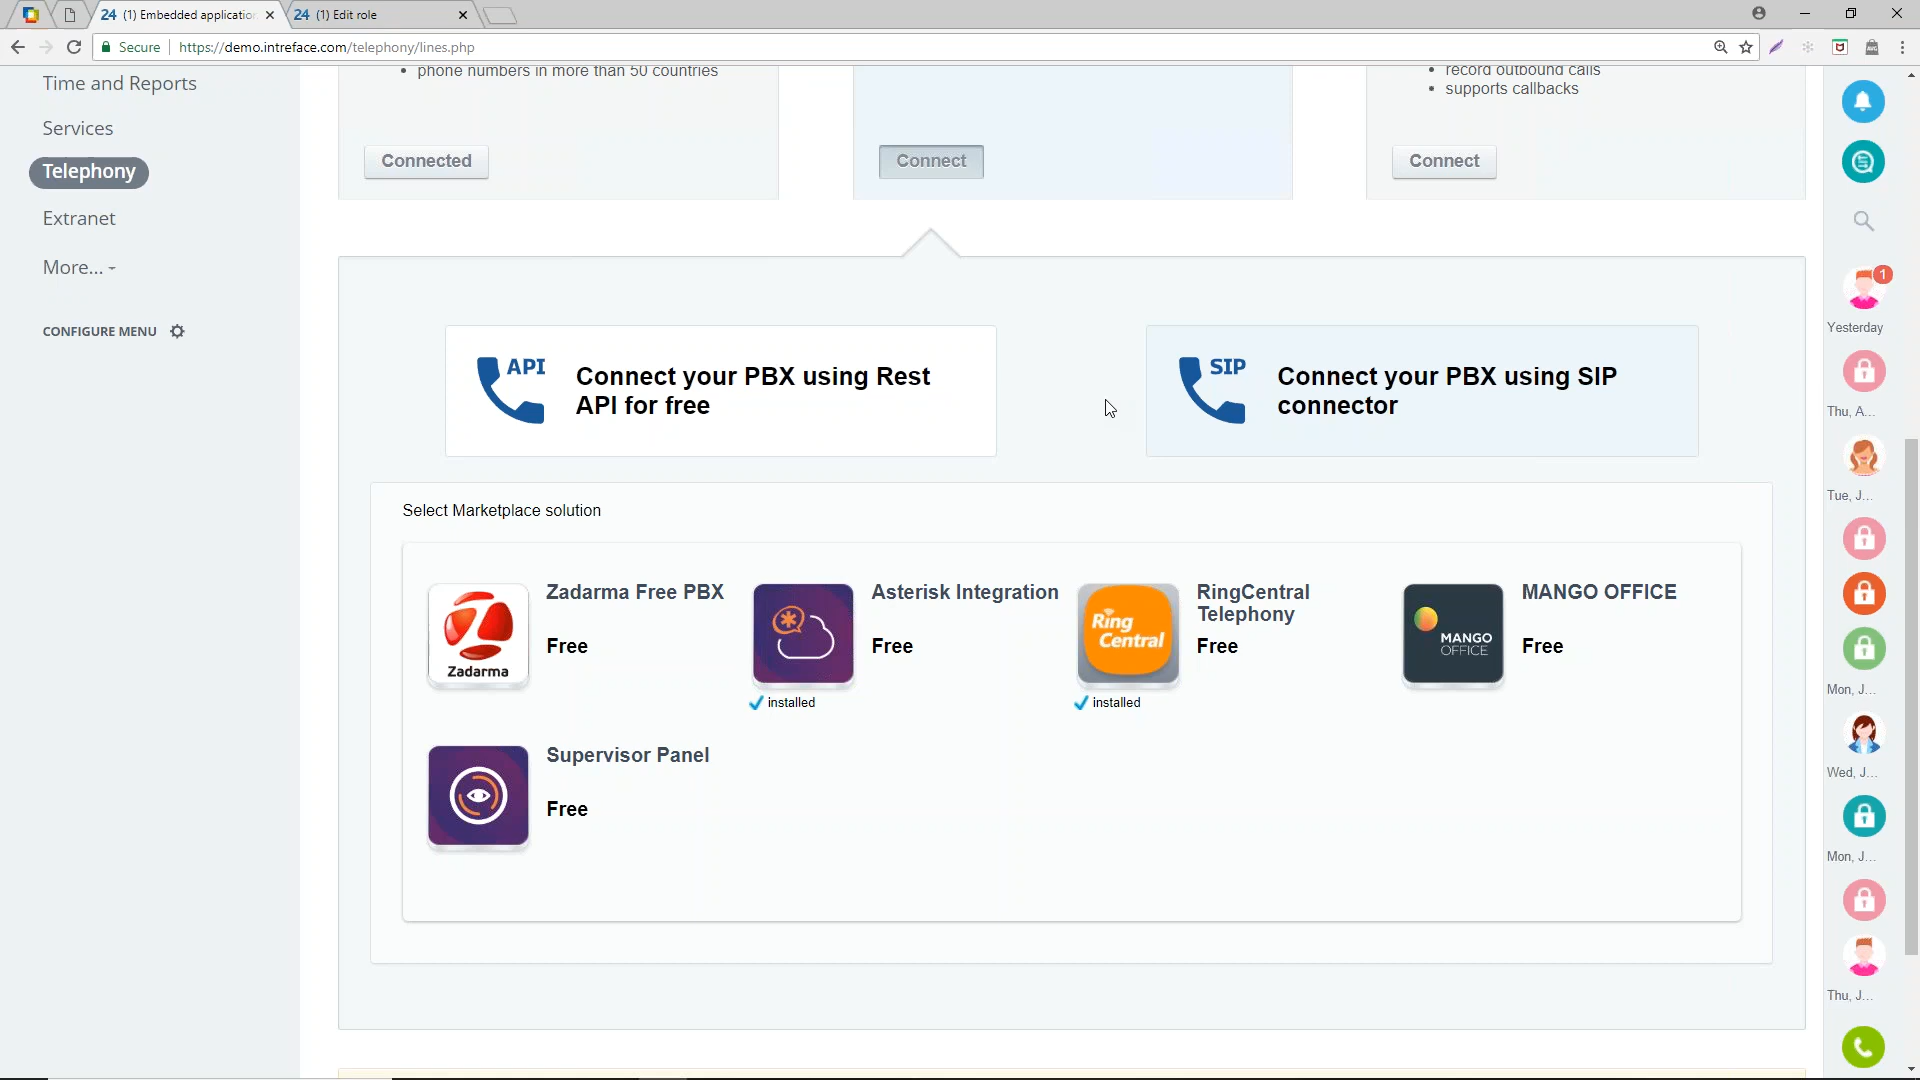 24 (1) Embedded applicatio
24 (1) Edit role
Secure
https://demo.intreface.com/telephony/lines.php
Time and Reports
Services
Telephony
Extranet
More...
CONFIGURE MENU
phone numbers in more than 50 countries
record outbound calls
supports callbacks
Connected
Connect
Connect
API
Connect your PBX using Rest
API for free
SIP
Connect your PBX using SIP
connector
Select Marketplace solution
Zadarma
Zadarma Free PBX
Free
Asterisk Integration
Free
installed
Ring
Central
RingCentral
Telephony
Free
installed
MANGO
OFFICE
MANGO OFFICE
Free
Supervisor Panel
Free
1
Yesterday
Thu, A...
Tue, J...
Mon, J...
Wed, J...
Mon, J...
Thu, J...